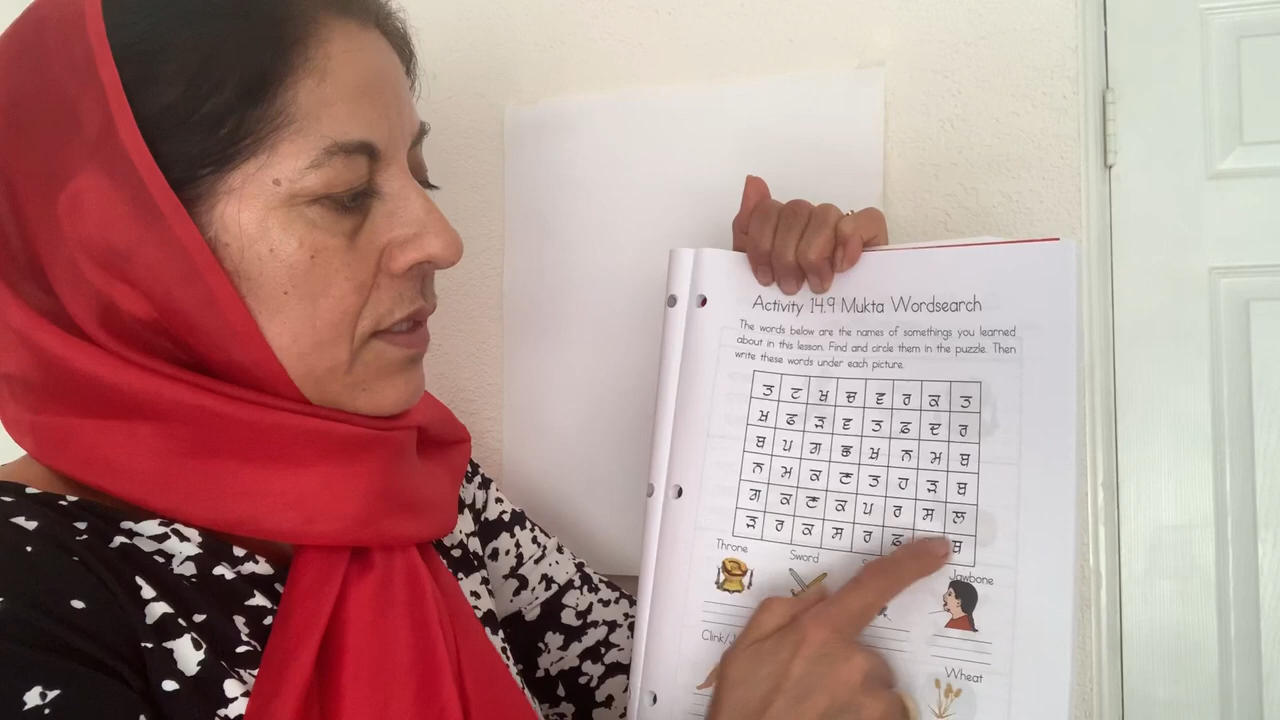 Activity 14.9 Mukta Wordsearch
The words below are the names of somethings you learned
about in this lesson. Find and circle them in the puzzle. Then
write these words under each picture.
ਤ ਟ ਖ ਚ ਵ ਰ ਕ ਤ
ਖ ਫ ੜ ਵ ਤ ਫ਼ ਦ ਹ
ਬ ਪ ਗ ਛ ਖ ਨ ਮ ਬ
ਨ ਮ ਕ ਣ ਤ ਹ ੜ ਬ
ਗ ਕ ਣ ਕ ਪ ਰ ਸ ਲ
ੜ ਰ ਕ ਸ ਰ
Throne Sword Jawbone
Clink/J
Wheat